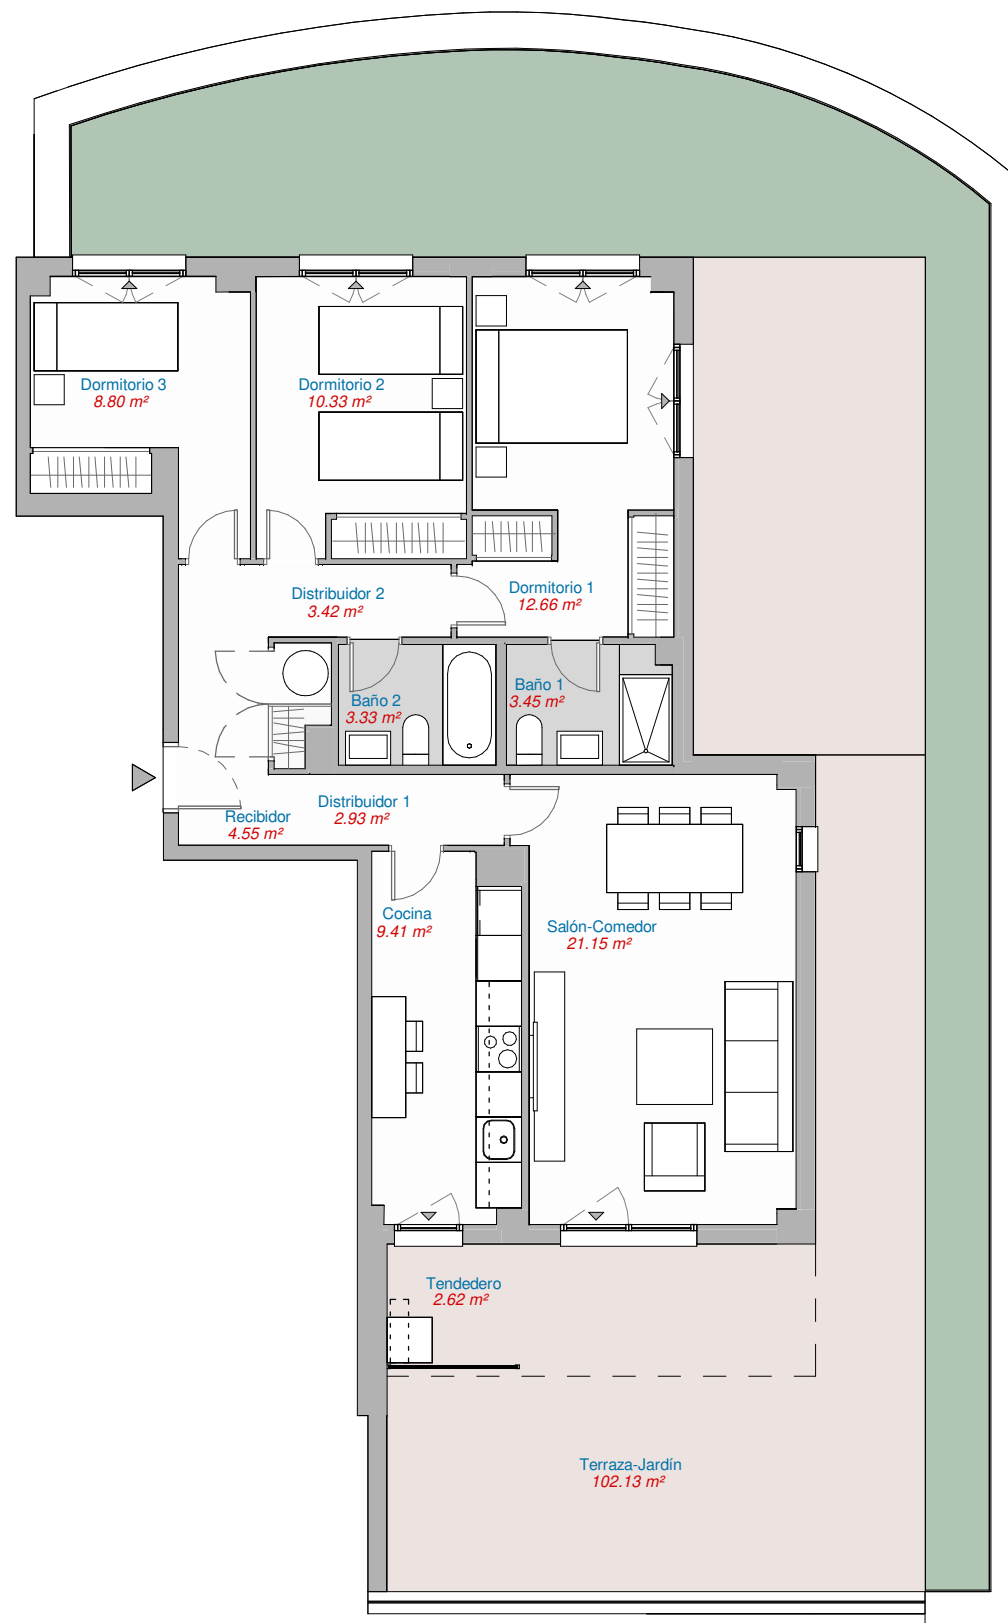 Dormitorio 3
8.80 m²
Dormitorio 2
10.33 m²
Distribuidor 2
3.42 m²
Dormitorio 1
12.66 m²
Baño 2
3.33 m²
Baño 1
3.45 m²
Distribuidor 1
2.93 m²
Recibidor
4.55 m²
Cocina
9.41 m²
Salón-Comedor
21.15 m²
Tendedero
2.62 m²
Terraza-Jardín
102.13 m²